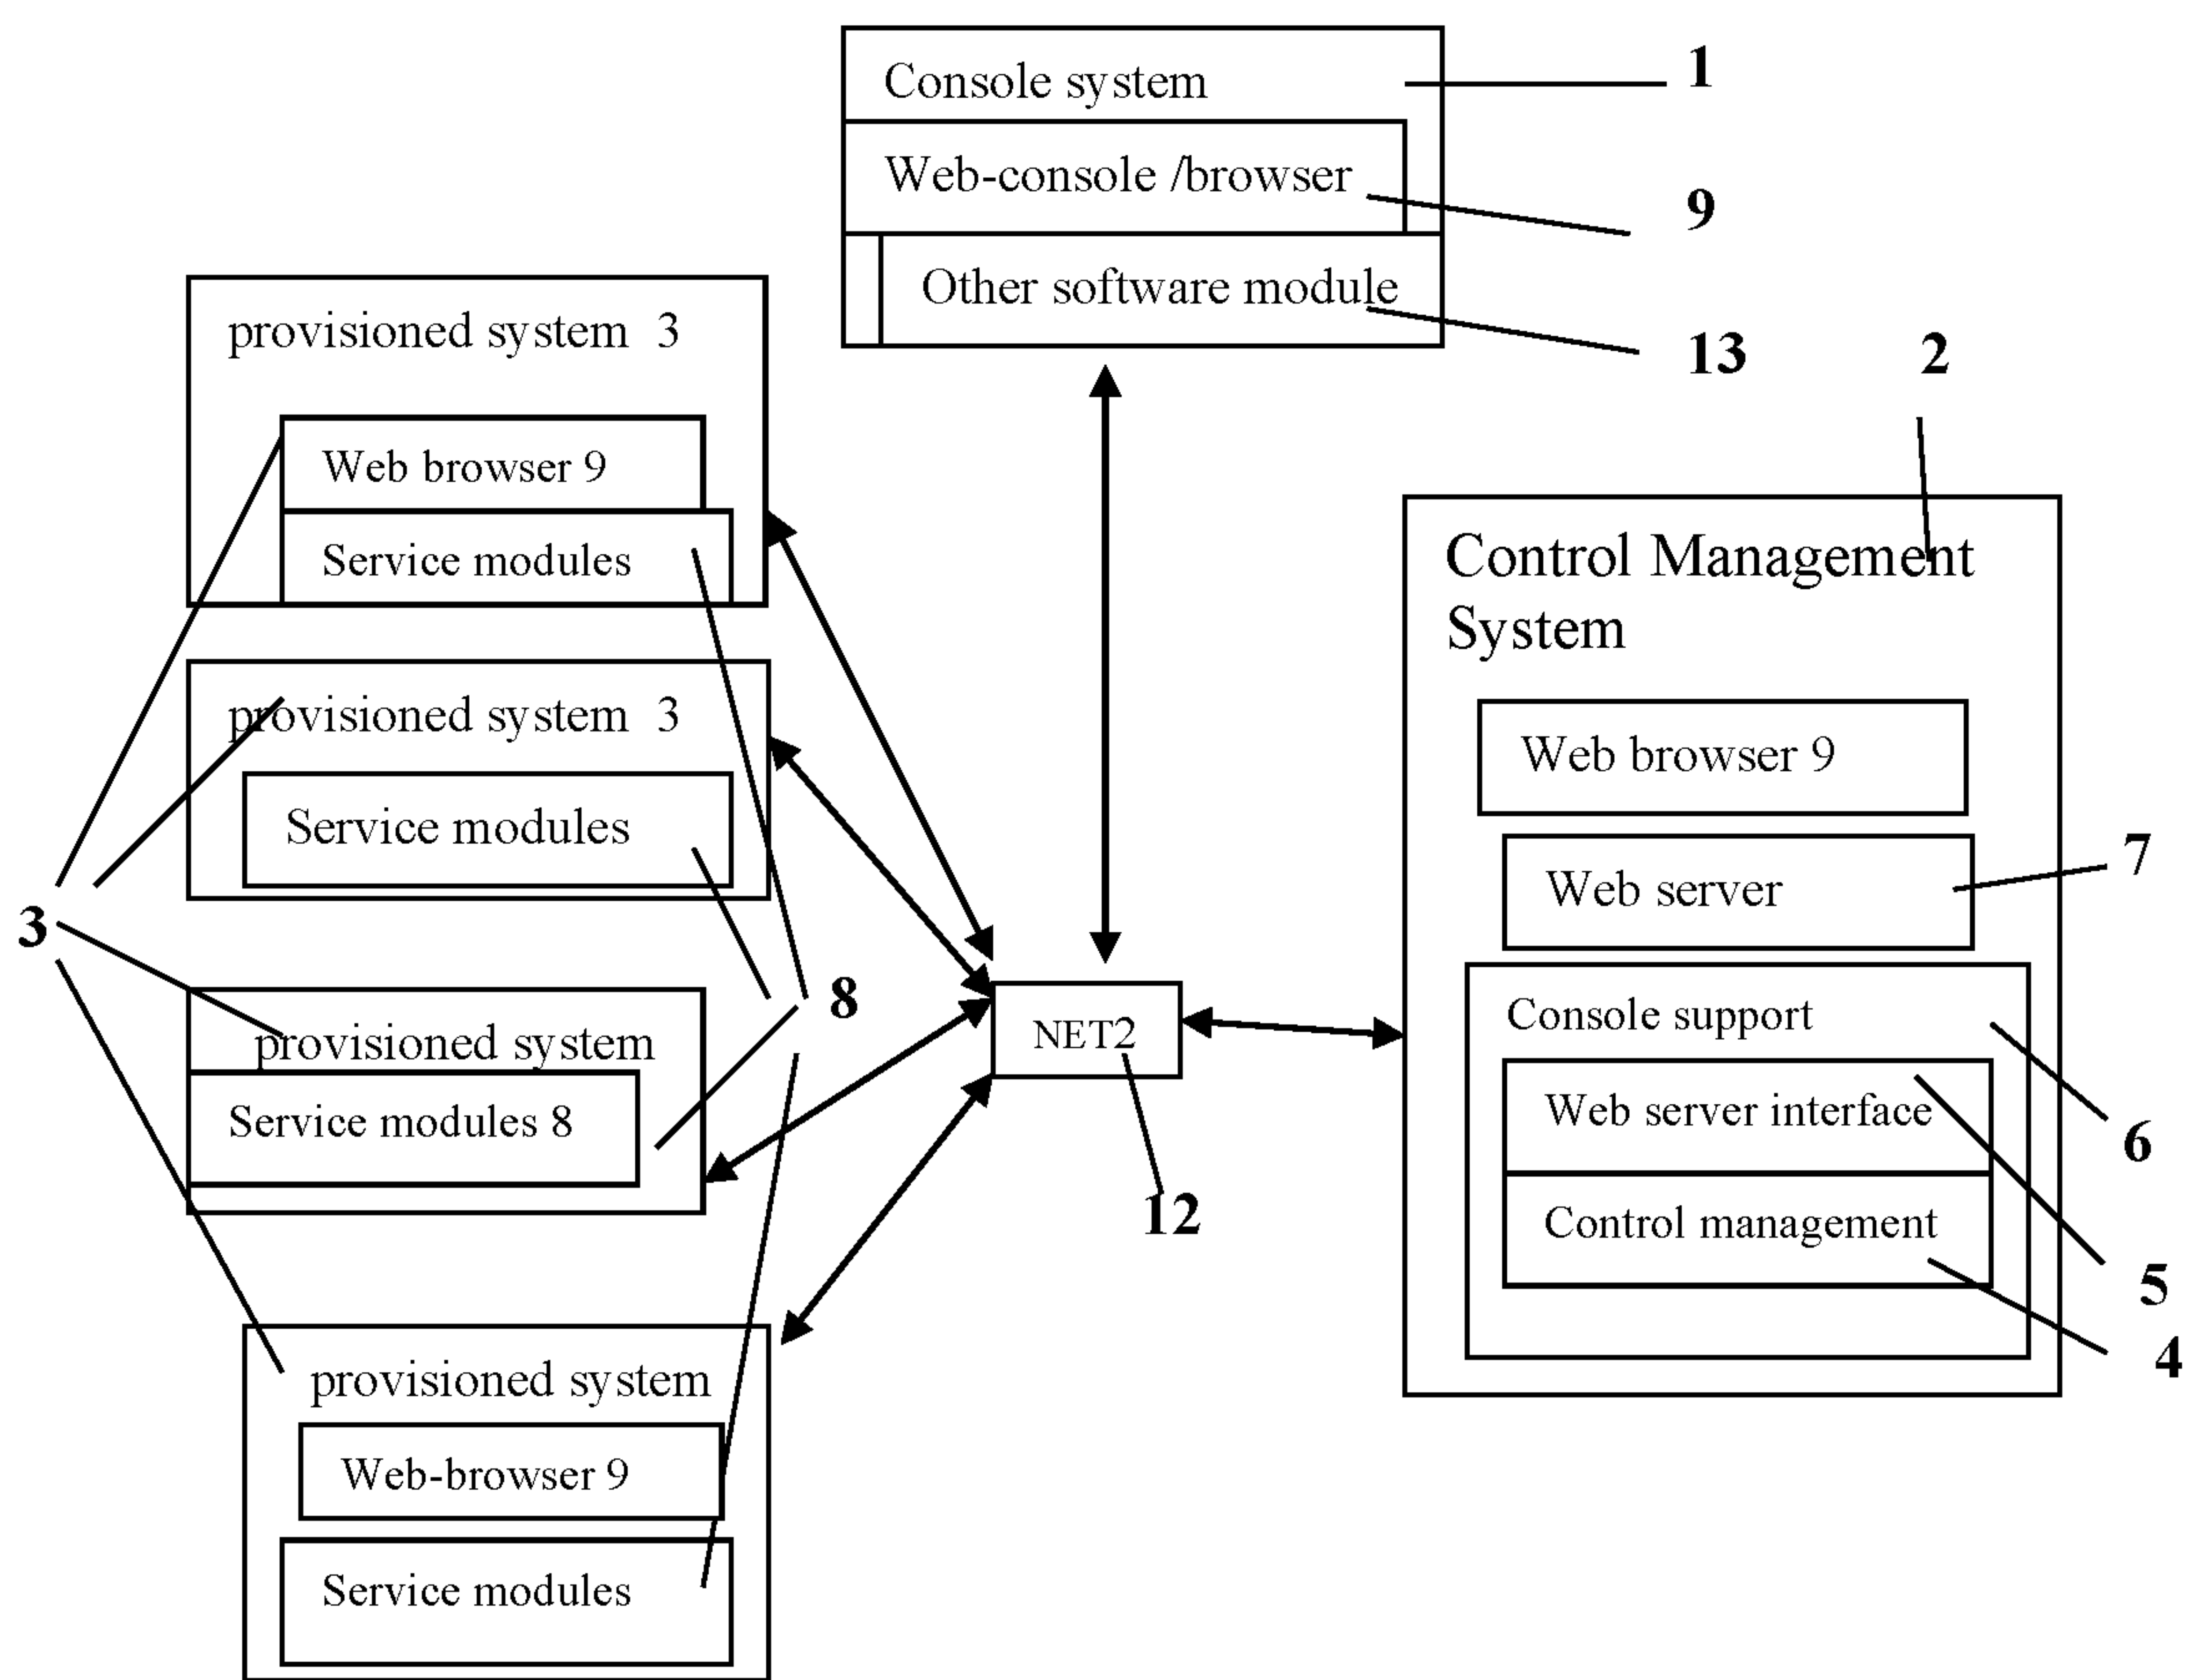 Console system
1
Web-console /browser
9
Other software module
13
2
provisioned system  3
Web browser 9
Service modules
provisioned system  3
Service modules
3
provisioned system
Service modules 8
8
provisioned system
Web-browser 9
Service modules
NET2
12
Control Management
System
Web browser 9
Web server
7
Console support
6
Web server interface
5
Control management
4